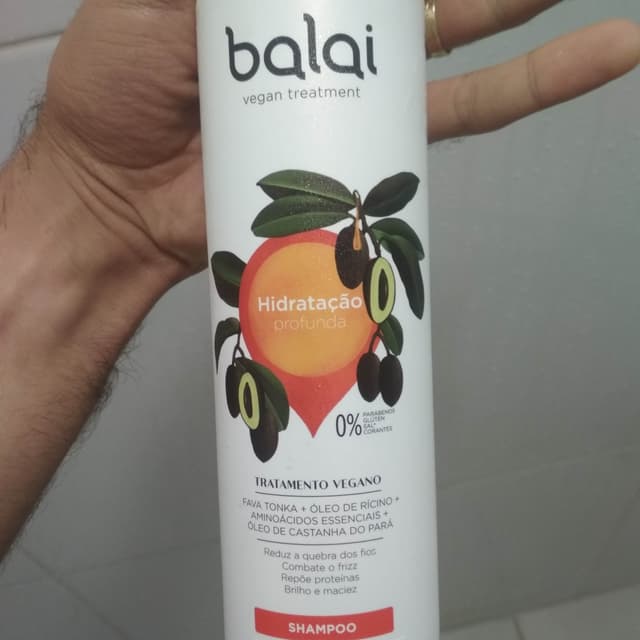 balai
vegan treatment
Hidratação
profunda
0%
PARABENOS
GLÚTEN
SAL*
CORANTES
TRATAMENTO VEGANO
FAVA TONKA + ÓLEO DE RÍCINO +
AMINOÁCIDOS ESSENCIAIS +
ÓLEO DE CASTANHA DO PARÁ
Reduz a quebra dos fios
Combate o frizz
Repõe proteínas
Brilho e maciez
SHAMPOO